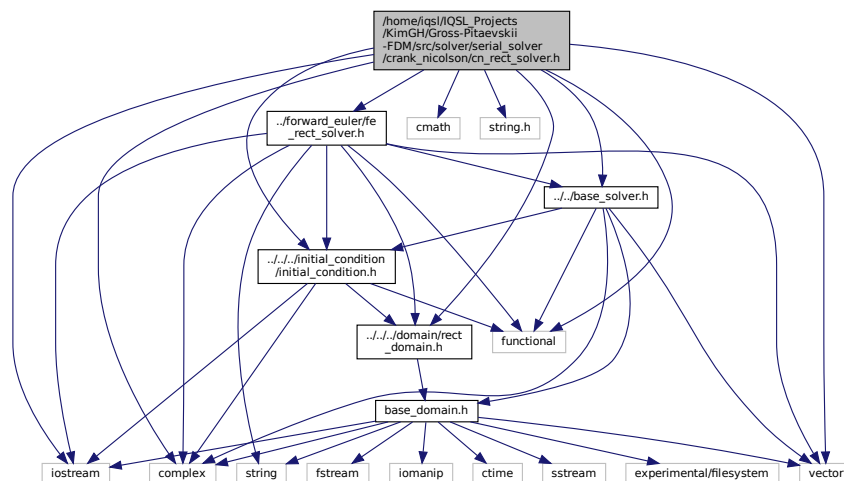 /home/iqsl/IQSL_Projects
/KimGH/Gross-Pitaevskii
-FDM/src/solver/serial_solver
/crank_nicolson/cn_rect_solver.h
../forward_euler/fe
_rect_solver.h
cmath
string.h
../../base_solver.h
../../../initial_condition
/initial_condition.h
../../../domain/rect
_domain.h
functional
base_domain.h
iostream
complex
string
fstream
iomanip
ctime
sstream
experimental/filesystem
vector